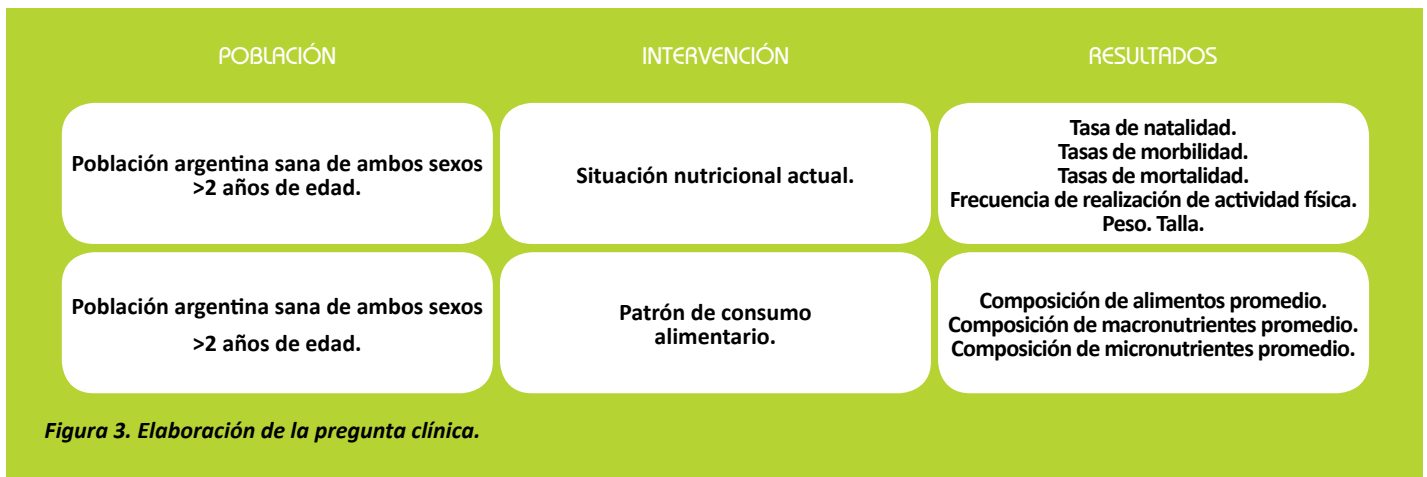 POBLACIÓN
INTERVENCIÓN
RESULTADOS
Población argentina sana de ambos sexos
>2 años de edad.
Situación nutricional actual.
Tasa de natalidad.
Tasas de morbilidad.
Tasas de mortalidad.
Frecuencia de realización de actividad física.
Peso. Talla.
Población argentina sana de ambos sexos
>2 años de edad.
Patrón de consumo
alimentario.
Composición de alimentos promedio.
Composición de macronutrientes promedio.
Composición de micronutrientes promedio.
Figura 3. Elaboración de la pregunta clínica.